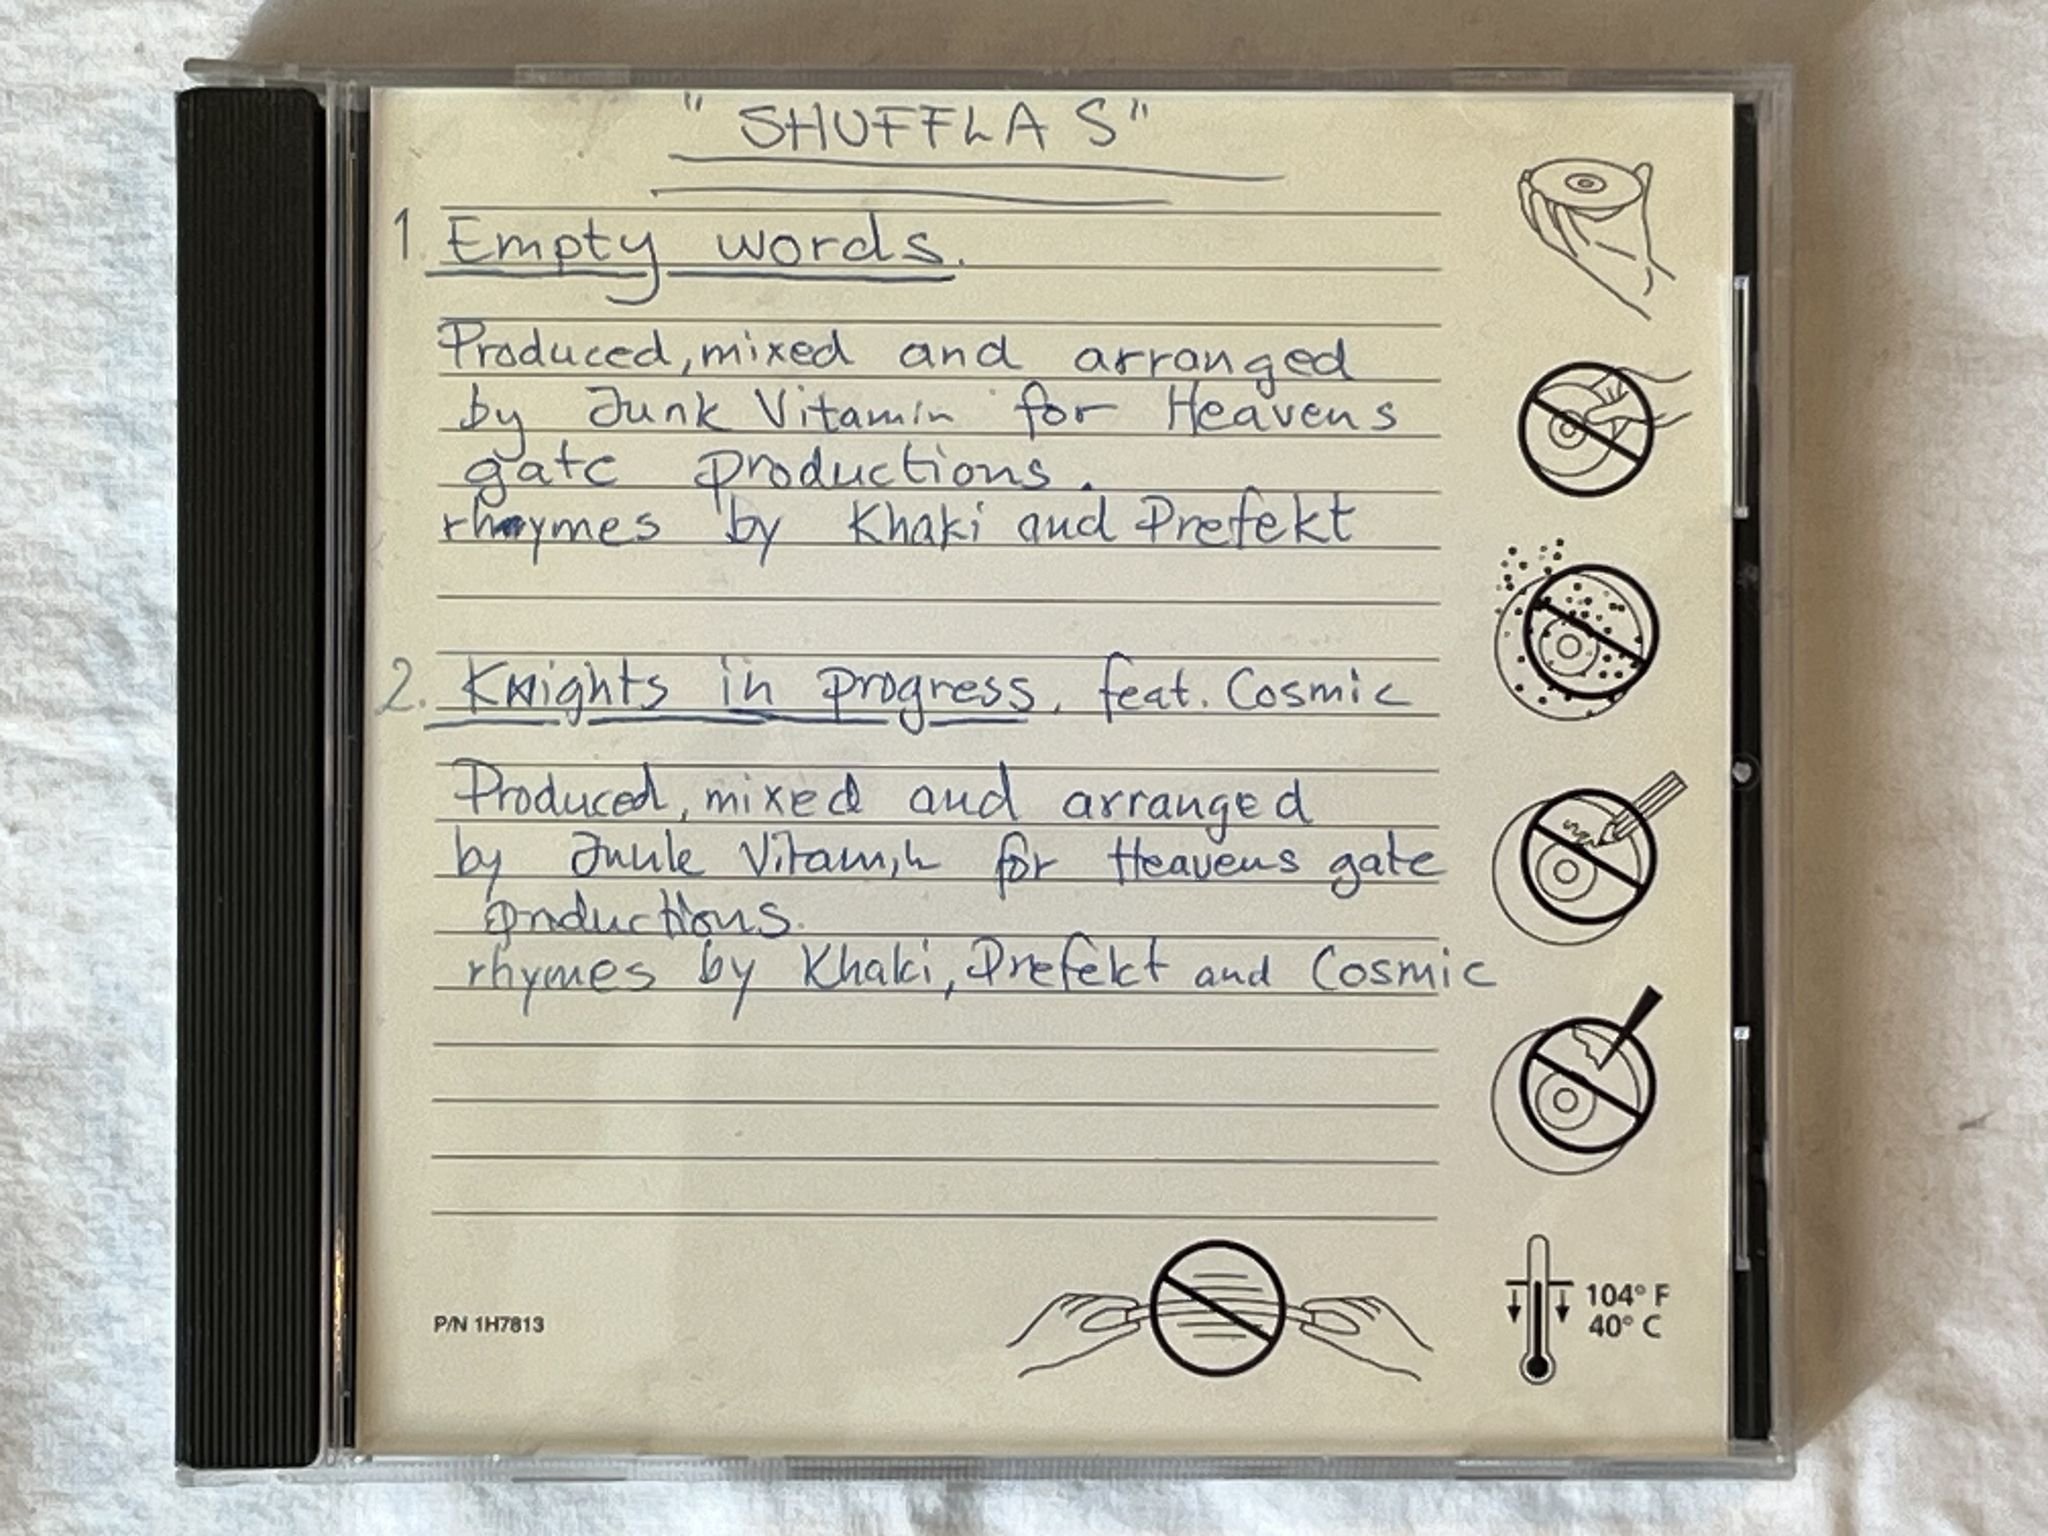 "SHUFFLA S"
1. Empty words.
Produced, mixed and arranged
by Junk Vitamin for Heavens
gate productions.
rhymes by Khaki and Prefekt
2. Knights in progress, feat. Cosmic
Produced, mixed and arranged
by Junk Vitamin for Heavens gate
productions.
rhymes by Khaki, Prefekt and Cosmic
P/N 1H7813
104° F
40° C